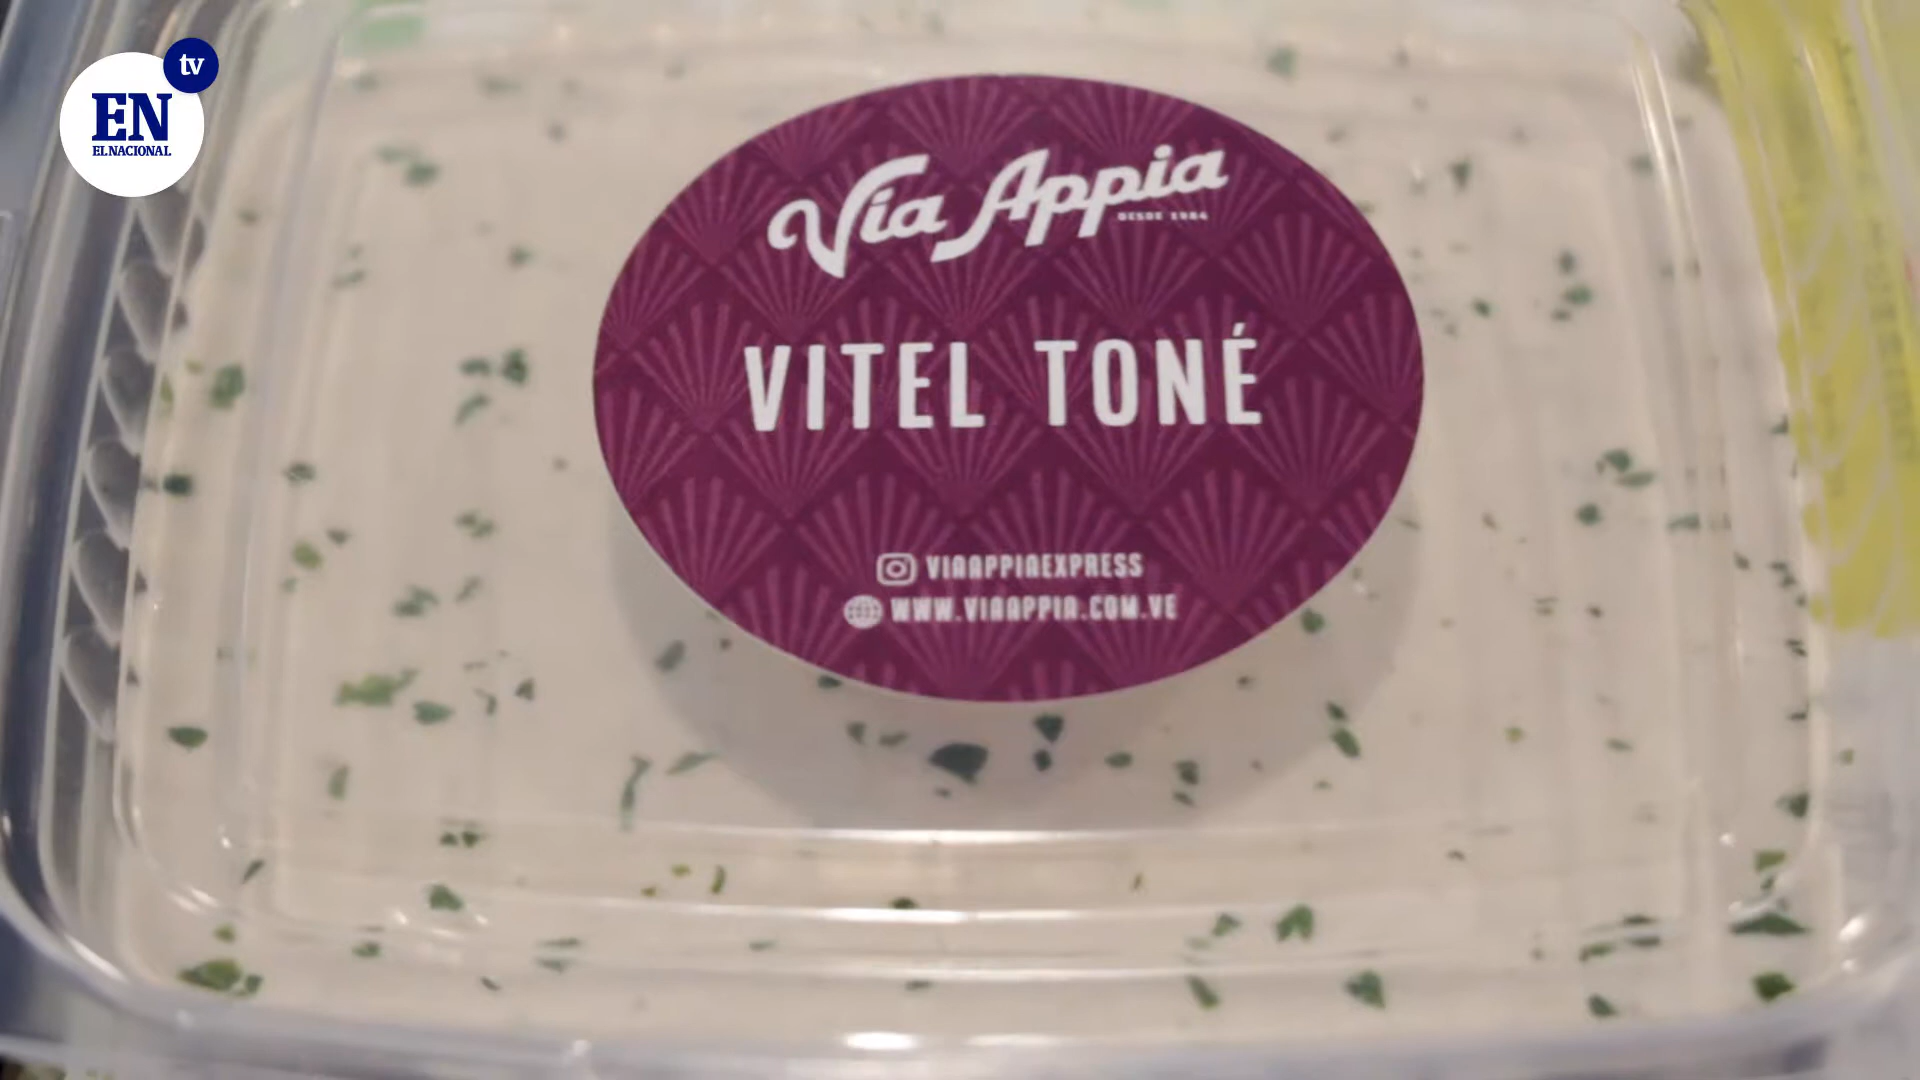 tv
EN
EL NACIONAL
Via Appia
DESDE 1984
VITEL TONÉ
VIAAPPIAEXPRESS
WWW.VIAAPPIA.COM.VE